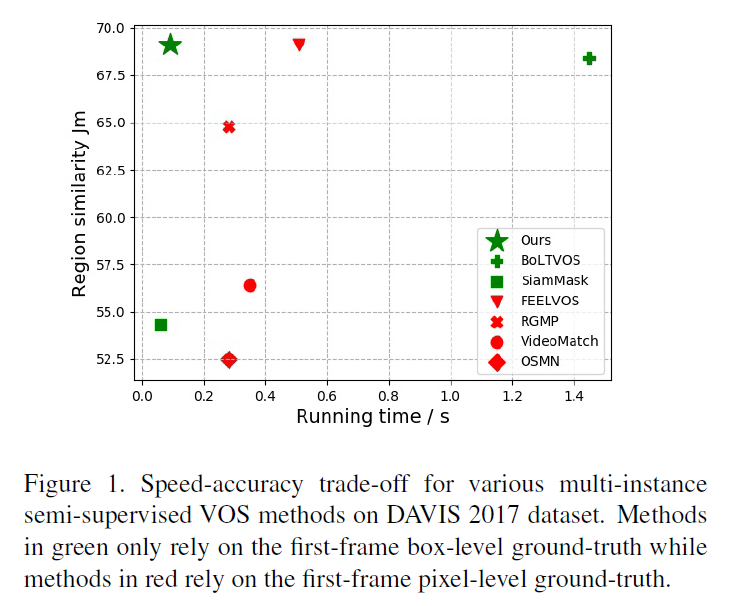 70.0
67.5
65.0
62.5
60.0
57.5
55.0
52.5
Region similarity Jm
0.0 0.2 0.4 0.6 0.8 1.0 1.2 1.4
Running time / s
Ours
BoLTVOS
SiamMask
FEELVOS
RGMP
VideoMatch
OSMN
Figure 1. Speed-accuracy trade-off for various multi-instance
semi-supervised VOS methods on DAVIS 2017 dataset. Methods
in green only rely on the first-frame box-level ground-truth while
methods in red rely on the first-frame pixel-level ground-truth.